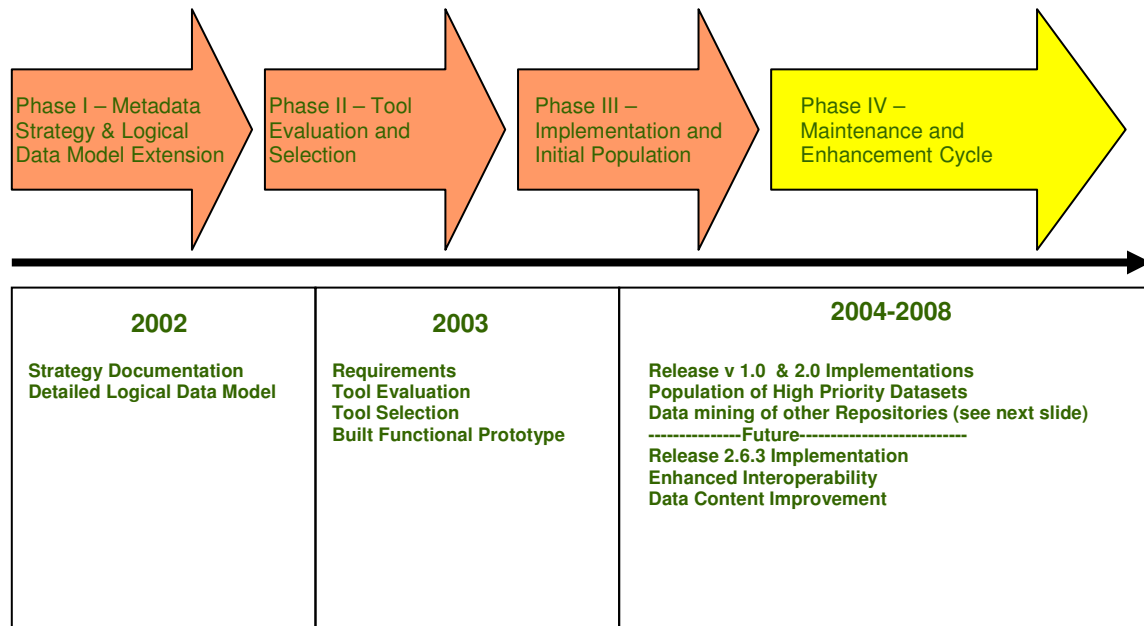 Phase I – Metadata
Strategy & Logical
Data Model Extension
Phase II – Tool
Evaluation and
Selection
Phase III –
Implementation and
Initial Population
Phase IV –
Maintenance and
Enhancement Cycle
2002
Strategy Documentation
Detailed Logical Data Model
2003
Requirements
Tool Evaluation
Tool Selection
Built Functional Prototype
2004-2008
Release v 1.0 & 2.0 Implementations
Population of High Priority Datasets
Data mining of other Repositories (see next slide)
---------------Future---------------------------
Release 2.6.3 Implementation
Enhanced Interoperability
Data Content Improvement